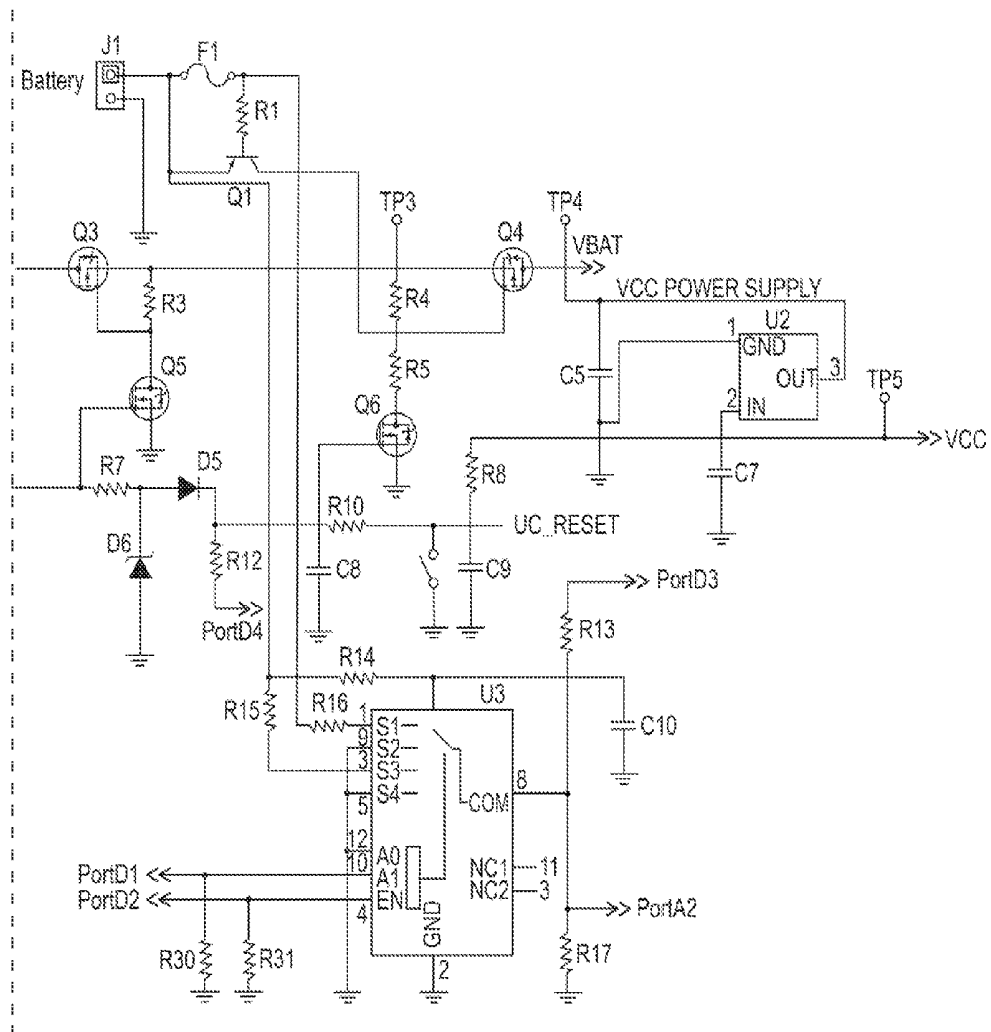 J1
F1
Battery
R1
Q1
TP3
TP4
Q3
Q4
VBAT
R3
R4
VCC POWER SUPPLY
U2
1
GND
Q5
R5
C5
OUT
3
TP5
2
IN
Q6
VCC
R7
D5
R8
C7
R10
UC_RESET
D6
R12
C8
C9
PortD3
PortD4
R13
R14
U3
R15
R16
1
S1
9
S2
3
S3
S4
5
C10
8
COM
12
A0
10
A1
EN
4
PortD1
PortD2
NC1
11
NC2
3
GND
PortA2
R30
R31
2
R17